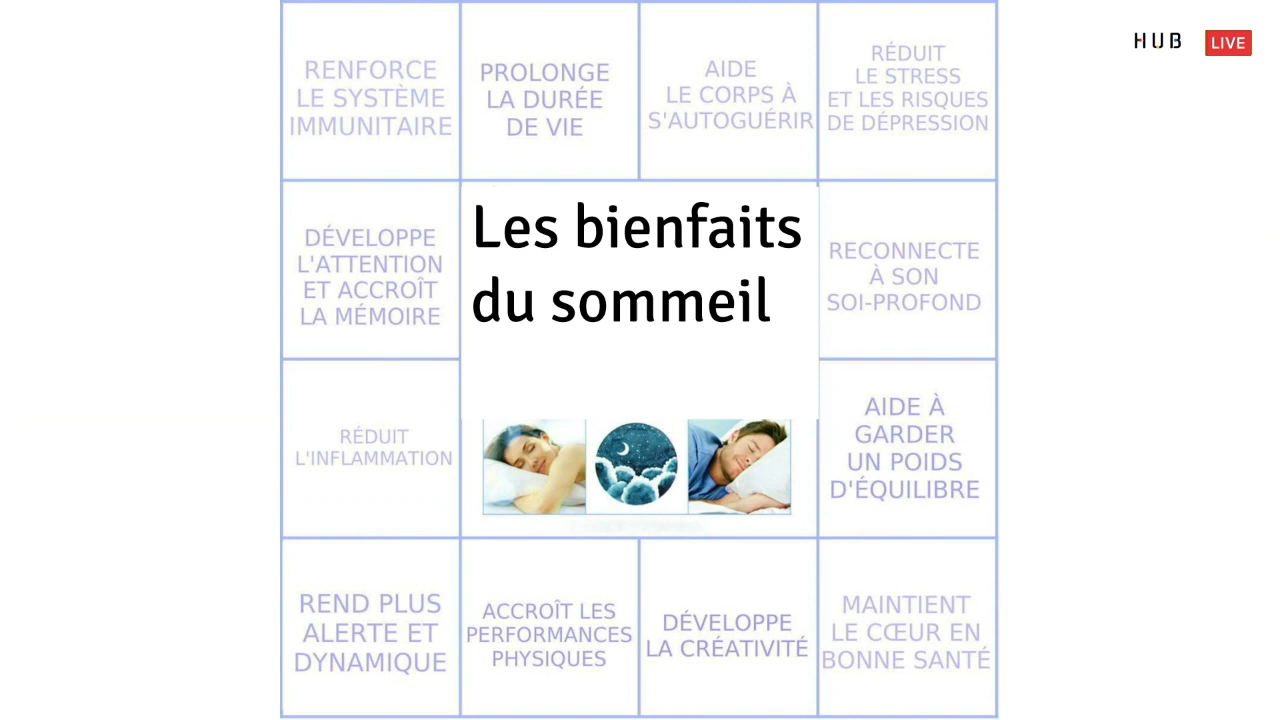 RENFORCE
LE SYSTÈME
IMMUNITAIRE
PROLONGE
LA DURÉE
DE VIE
AIDE
LE CORPS À
S'AUTOGUÉRIR
RÉDUIT
LE STRESS
ET LES RISQUES
DE DÉPRESSION
HUB
LIVE
DÉVELOPPE
L'ATTENTION
ET ACCROÎT
LA MÉMOIRE
Les bienfaits
du sommeil
RECONNECTE
À SON
SOI-PROFOND
RÉDUIT
L'INFLAMMATION
AIDE À
GARDER
UN POIDS
D'ÉQUILIBRE
REND PLUS
ALERTE ET
DYNAMIQUE
ACCROÎT LES
PERFORMANCES
PHYSIQUES
DÉVELOPPE
LA CRÉATIVITÉ
MAINTIENT
LE CŒUR EN
BONNE SANTÉ